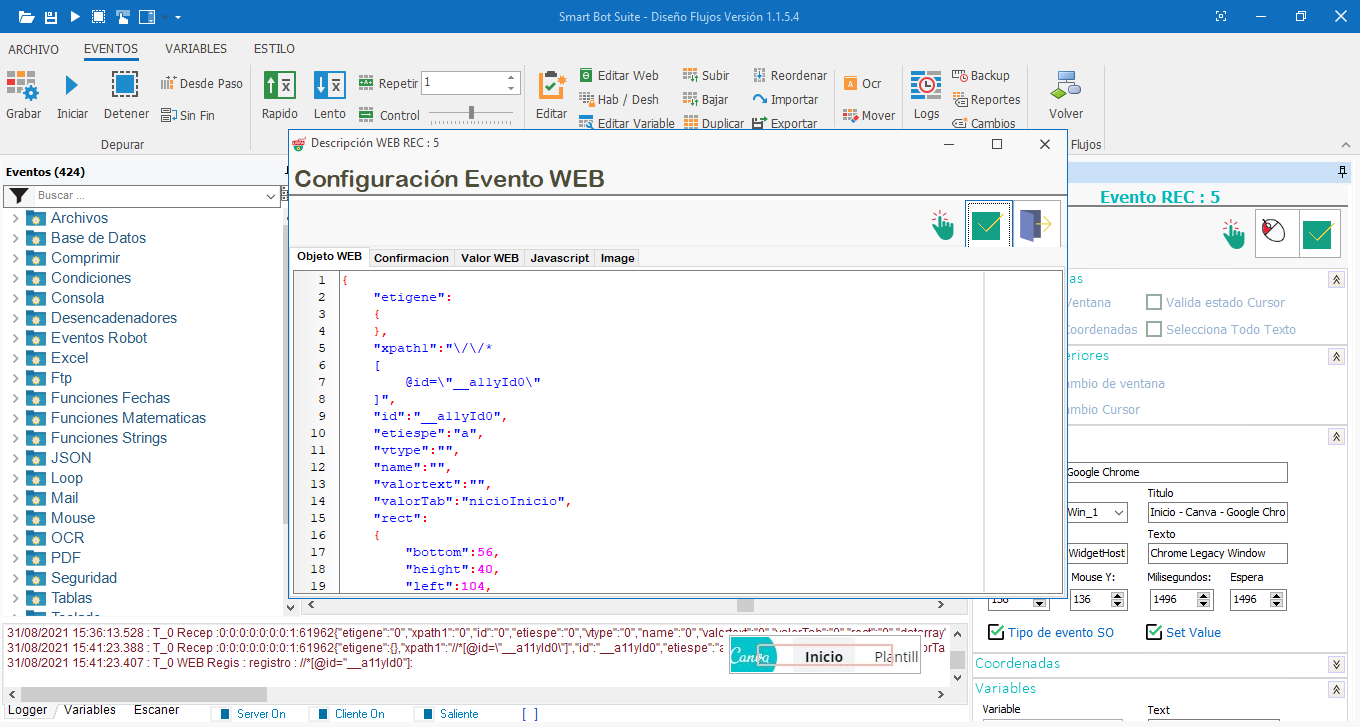 Smart Bot Suite - Diseño Flujos Versión 1.1.5.4
ARCHIVO EVENTOS VARIABLES ESTILO
Grabar
Iniciar
Detener
Desde Paso
Sin Fin
Depurar
Rapido
Lento
Repetir 1
Control
Editar
Editar Web
Hab / Desh
Editar Variable
Subir
Bajar
Duplicar
Reordenar
Importar
Exportar
Ocr
Mover
Logs
Backup
Reportes
Cambios
Volver
Flujos
Eventos (424)
Buscar ...
Archivos
Base de Datos
Comprimir
Condiciones
Consola
Desencadenadores
Eventos Robot
Excel
Ftp
Funciones Fechas
Funciones Matematicas
Funciones Strings
JSON
Loop
Mail
Mouse
OCR
PDF
Seguridad
Tablas
Descripción WEB REC : 5
Configuración Evento WEB
Objeto WEB Confirmacion Valor WEB Javascript Image
1 {
2 "etigene":
3 {
4 },
5 "xpath1":"\/\/*
6 [
7 @id=\"__a11yId0\"
8 ]",
9 "id":"__a11yId0",
10 "etiespe":"a",
11 "vtype":"",
12 "name":"",
13 "valortext":"",
14 "valorTab":"nicioInicio",
15 "rect":
16 {
17 "bottom":56,
18 "height":40,
19 "left":104,
Evento REC : 5
as
Ventana
Valida estado Cursor
Coordenadas
Selecciona Todo Texto
eriores
mbio de ventana
mbio Cursor
Google Chrome
Titulo
Win_1
Inicio - Canva - Google Chro
Texto
WidgetHost
Chrome Legacy Window
Mouse Y: Milisegundos: Espera
136 136 1496 1496
Tipo de evento SO
Set Value
Coordenadas
Variables
Variable Text
31/08/2021 15:36:13.528 : T_0 Recep :0:0:0:0:0:0:0:1:61962{"etigene":"0","xpath1":"0","id":"0","etiespe":"0","vtype":"0","name":"0","valortext":"0","valorTab":"0","rect":"0","datarray"
31/08/2021 15:41:23.388 : T_0 Recep :0:0:0:0:0:0:0:1:61962{"etigene":{},"xpath1":"//*[@id=\"__a11yId0\"]","id":"__a11yId0","etiespe":"a
31/08/2021 15:41:23.407 : T_0 WEB Regis : registro : //*[@id="__a11yId0"]:
Canva Inicio Plantill
Logger Variables Escaner
Server On Cliente On Saliente [ ]